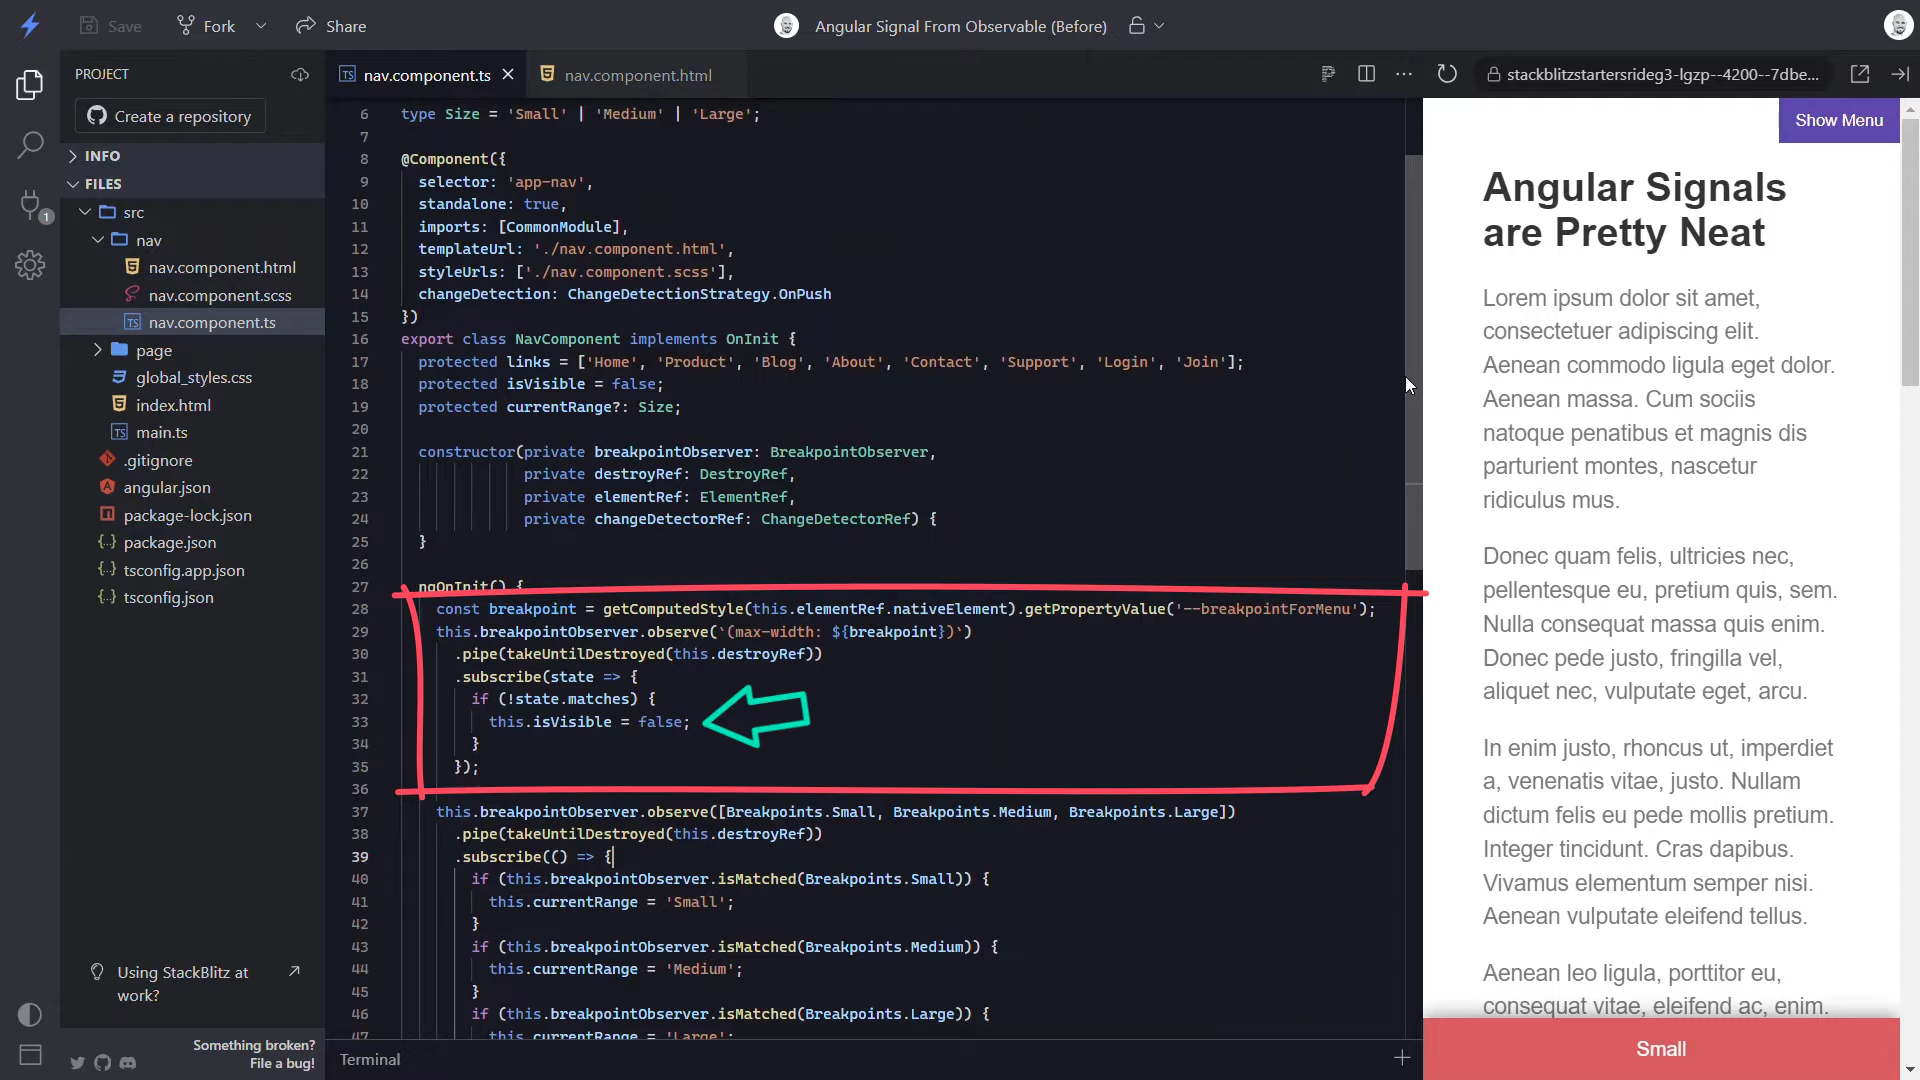 Save
Fork
Share
Angular Signal From Observable (Before)
PROJECT
nav.component.ts
nav.component.html
stackblitzstartersrideg3-lgzp--4200--7dbe...
Create a repository
INFO
FILES
src
nav
nav.component.html
nav.component.scss
nav.component.ts
page
global_styles.css
index.html
main.ts
.gitignore
angular.json
package-lock.json
package.json
tsconfig.app.json
tsconfig.json
1
Using StackBlitz at
work?
Something broken?
File a bug!
6 type Size = 'Small' | 'Medium' | 'Large';
7
8 @Component({
9 selector: 'app-nav',
10 standalone: true,
11 imports: [CommonModule],
12 templateUrl: './nav.component.html',
13 styleUrls: ['./nav.component.scss'],
14 changeDetection: ChangeDetectionStrategy.OnPush
15 })
16 export class NavComponent implements OnInit {
17 protected links = ['Home', 'Product', 'Blog', 'About', 'Contact', 'Support', 'Login', 'Join'];
18 protected isVisible = false;
19 protected currentRange?: Size;
20
21 constructor(private breakpointObserver: BreakpointObserver,
22 private destroyRef: DestroyRef,
23 private elementRef: ElementRef,
24 private changeDetectorRef: ChangeDetectorRef) {
25 }
26
27 ngOnInit() {
28 const breakpoint = getComputedStyle(this.elementRef.nativeElement).getPropertyValue('--breakpointForMenu');
29 this.breakpointObserver.observe(`(max-width: ${breakpoint})`)
30 .pipe(takeUntilDestroyed(this.destroyRef))
31 .subscribe(state => {
32 if (!state.matches) {
33 this.isVisible = false;
34 }
35 });
36
37 this.breakpointObserver.observe([Breakpoints.Small, Breakpoints.Medium, Breakpoints.Large])
38 .pipe(takeUntilDestroyed(this.destroyRef))
39 .subscribe(() => {
40 if (this.breakpointObserver.isMatched(Breakpoints.Small)) {
41 this.currentRange = 'Small';
42 }
43 if (this.breakpointObserver.isMatched(Breakpoints.Medium)) {
44 this.currentRange = 'Medium';
45 }
46 if (this.breakpointObserver.isMatched(Breakpoints.Large)) {
47 this.currentRange = 'Large';
Terminal
Show Menu
Angular Signals
are Pretty Neat
Lorem ipsum dolor sit amet,
consectetuer adipiscing elit.
Aenean commodo ligula eget dolor.
Aenean massa. Cum sociis
natoque penatibus et magnis dis
parturient montes, nascetur
ridiculus mus.
Donec quam felis, ultricies nec,
pellentesque eu, pretium quis, sem.
Nulla consequat massa quis enim.
Donec pede justo, fringilla vel,
aliquet nec, vulputate eget, arcu.
In enim justo, rhoncus ut, imperdiet
a, venenatis vitae, justo. Nullam
dictum felis eu pede mollis pretium.
Integer tincidunt. Cras dapibus.
Vivamus elementum semper nisi.
Aenean vulputate eleifend tellus.
Aenean leo ligula, porttitor eu,
consequat vitae, eleifend ac, enim.
Small